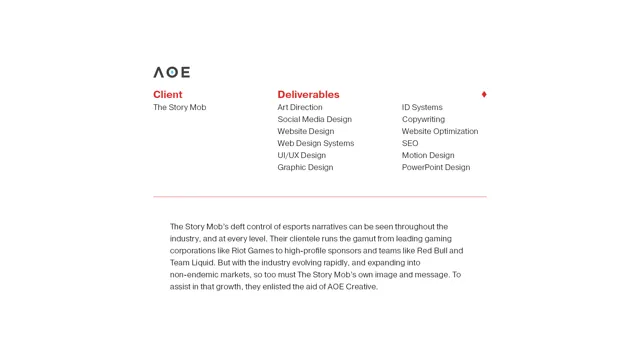 AOE
Client
Deliverables
The Story Mob
Art Direction
ID Systems
Social Media Design
Copywriting
Website Design
Website Optimization
Web Design Systems
SEO
UI/UX Design
Motion Design
Graphic Design
PowerPoint Design
The Story Mob's deft control of esports narratives can be seen throughout the
industry, and at every level. Their clientele runs the gamut from leading gaming
corporations like Riot Games to high-profile sponsors and teams like Red Bull and
Team Liquid. But with the industry evolving rapidly, and expanding into
non-endemic markets, so too must The Story Mob's own image and message. To
assist in that growth, they enlisted the aid of AOE Creative.